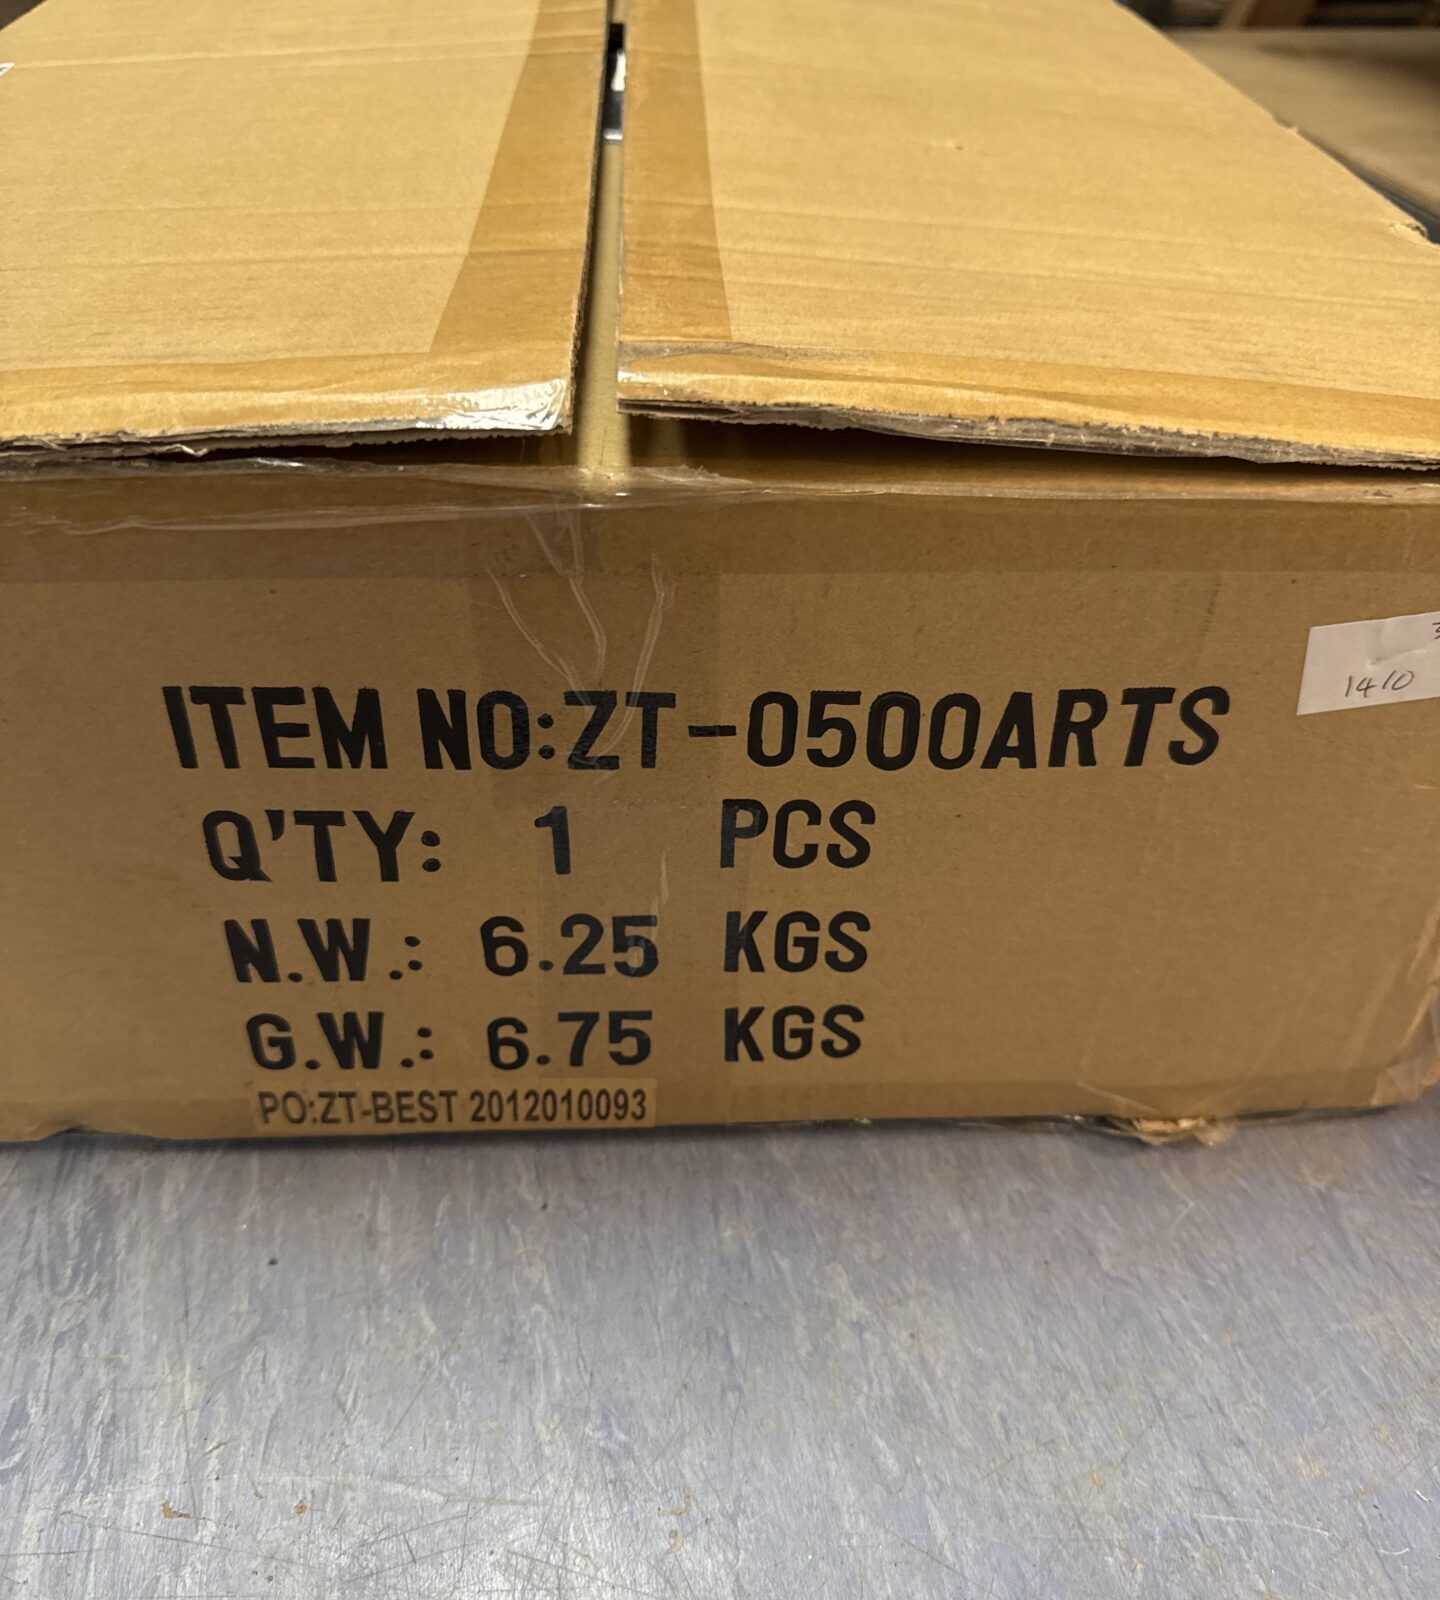 1410
ITEM NO:ZT-0500ARTS
Q'TY: 1 PCS
N.W.: 6.25 KGS
G.W.: 6.75 KGS
PO:ZT-BEST 2012010093